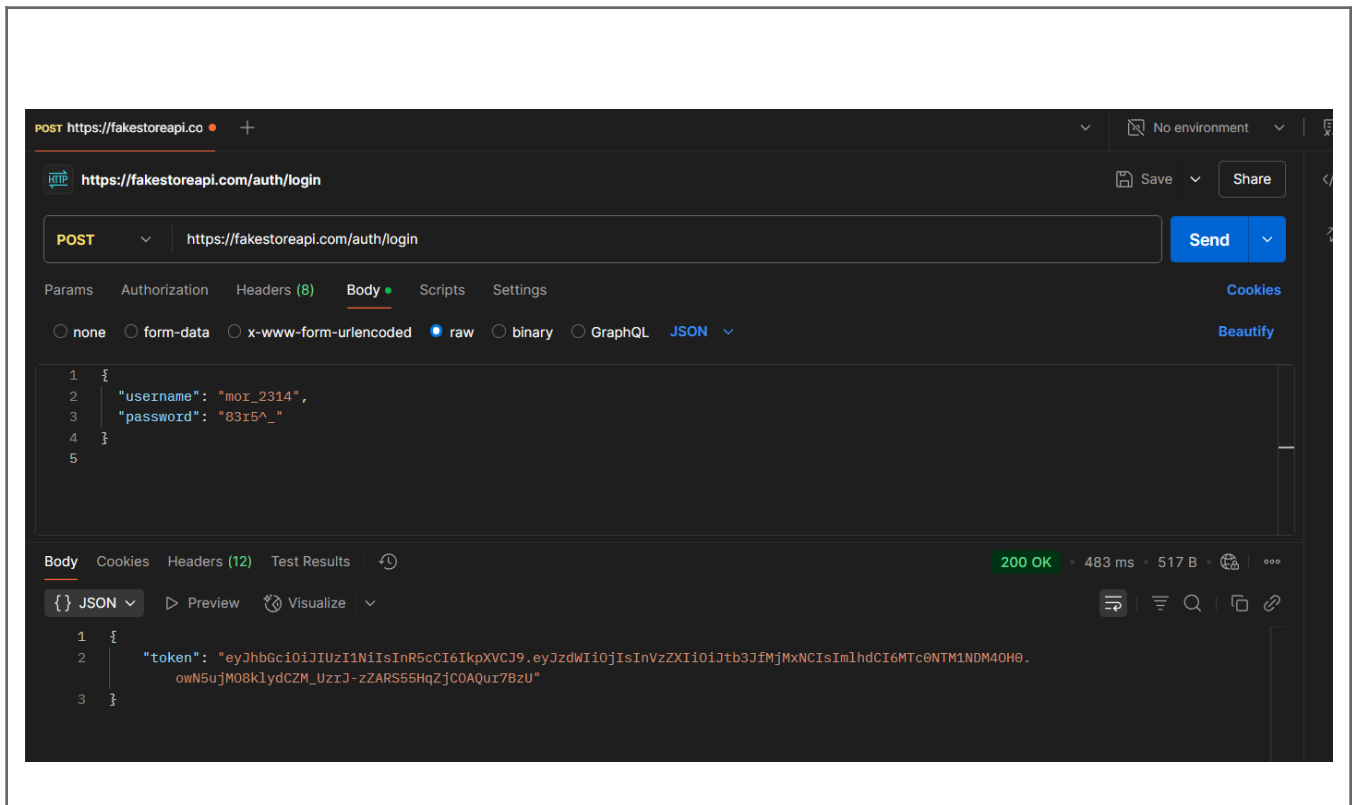 POST https://fakestoreapi.co
No environment
HTTP https://fakestoreapi.com/auth/login
Save Share
POST https://fakestoreapi.com/auth/login Send
Params Authorization Headers (8) Body Scripts Settings Cookies
none form-data x-www-form-urlencoded raw binary GraphQL JSON Beautify
1 {
2 "username": "mor_2314",
3 "password": "83r5^_"
4 }
5
Body Cookies Headers (12) Test Results 200 OK 483 ms 517 B
{} JSON Preview Visualize
1 {
2 "token": "eyJhbGciOiJIUzI1NiIsInR5cCI6IkpXVCJ9.eyJzdWIiOjIsInVzZXIiOiJtb3JfMjMxNCIsImlhdCI6MTc0NTM1NDM4OH0.
owN5ujMO8klydCZM_UzrJ-zZARS55HqZjCOAQur7BzU"
3 }